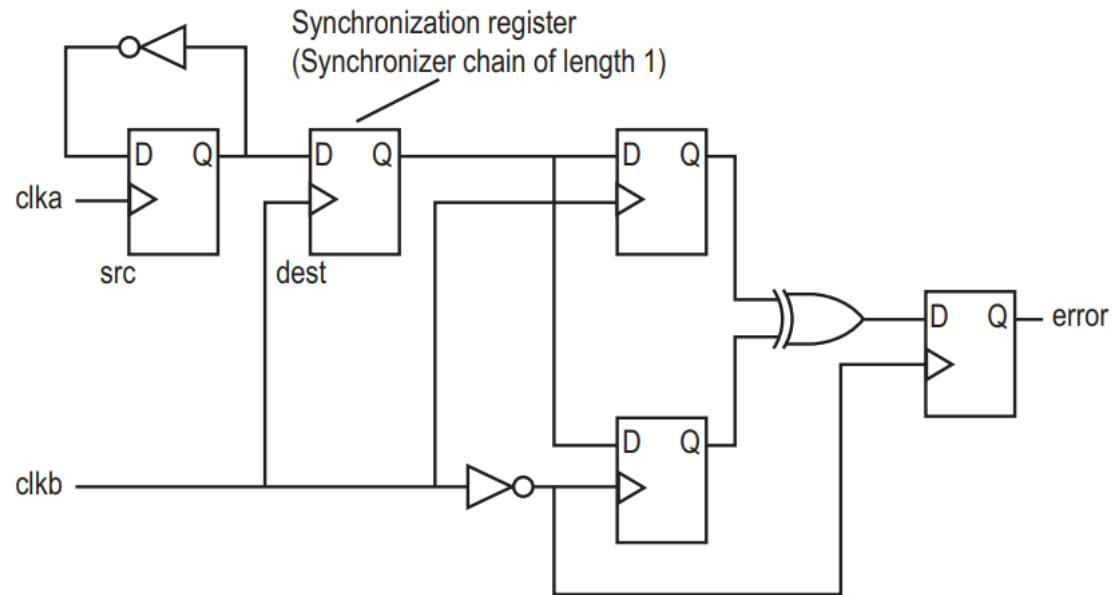 Synchronization register
(Synchronizer chain of length 1)
D Q
D Q
D Q
clka
src
dest
D Q
error
D Q
clkb